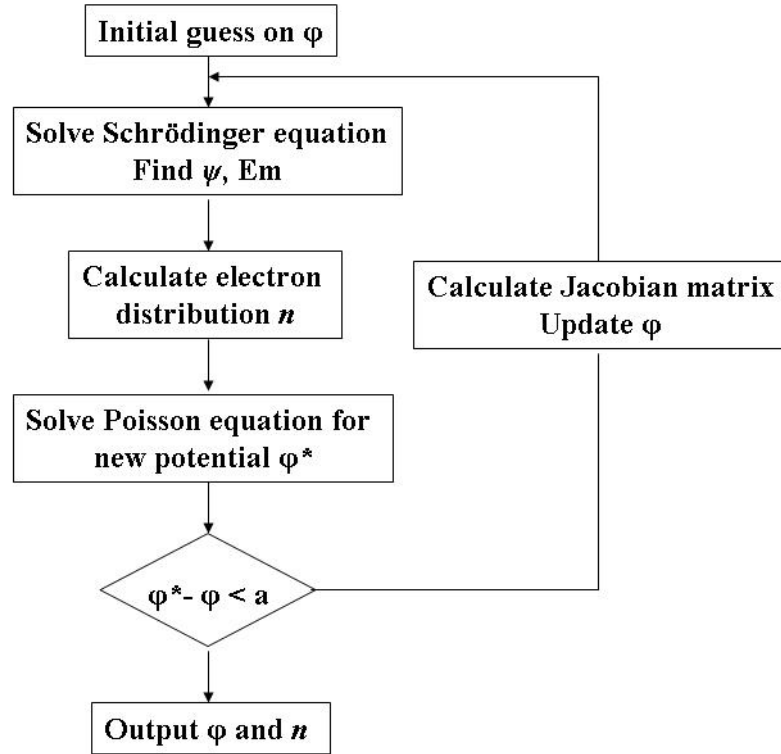 Initial guess on φ
Solve Schrödinger equation
Find ψ, Em
Calculate electron
distribution n
Calculate Jacobian matrix
Update φ
Solve Poisson equation for
new potential φ*
φ*- φ < a
Output φ and n